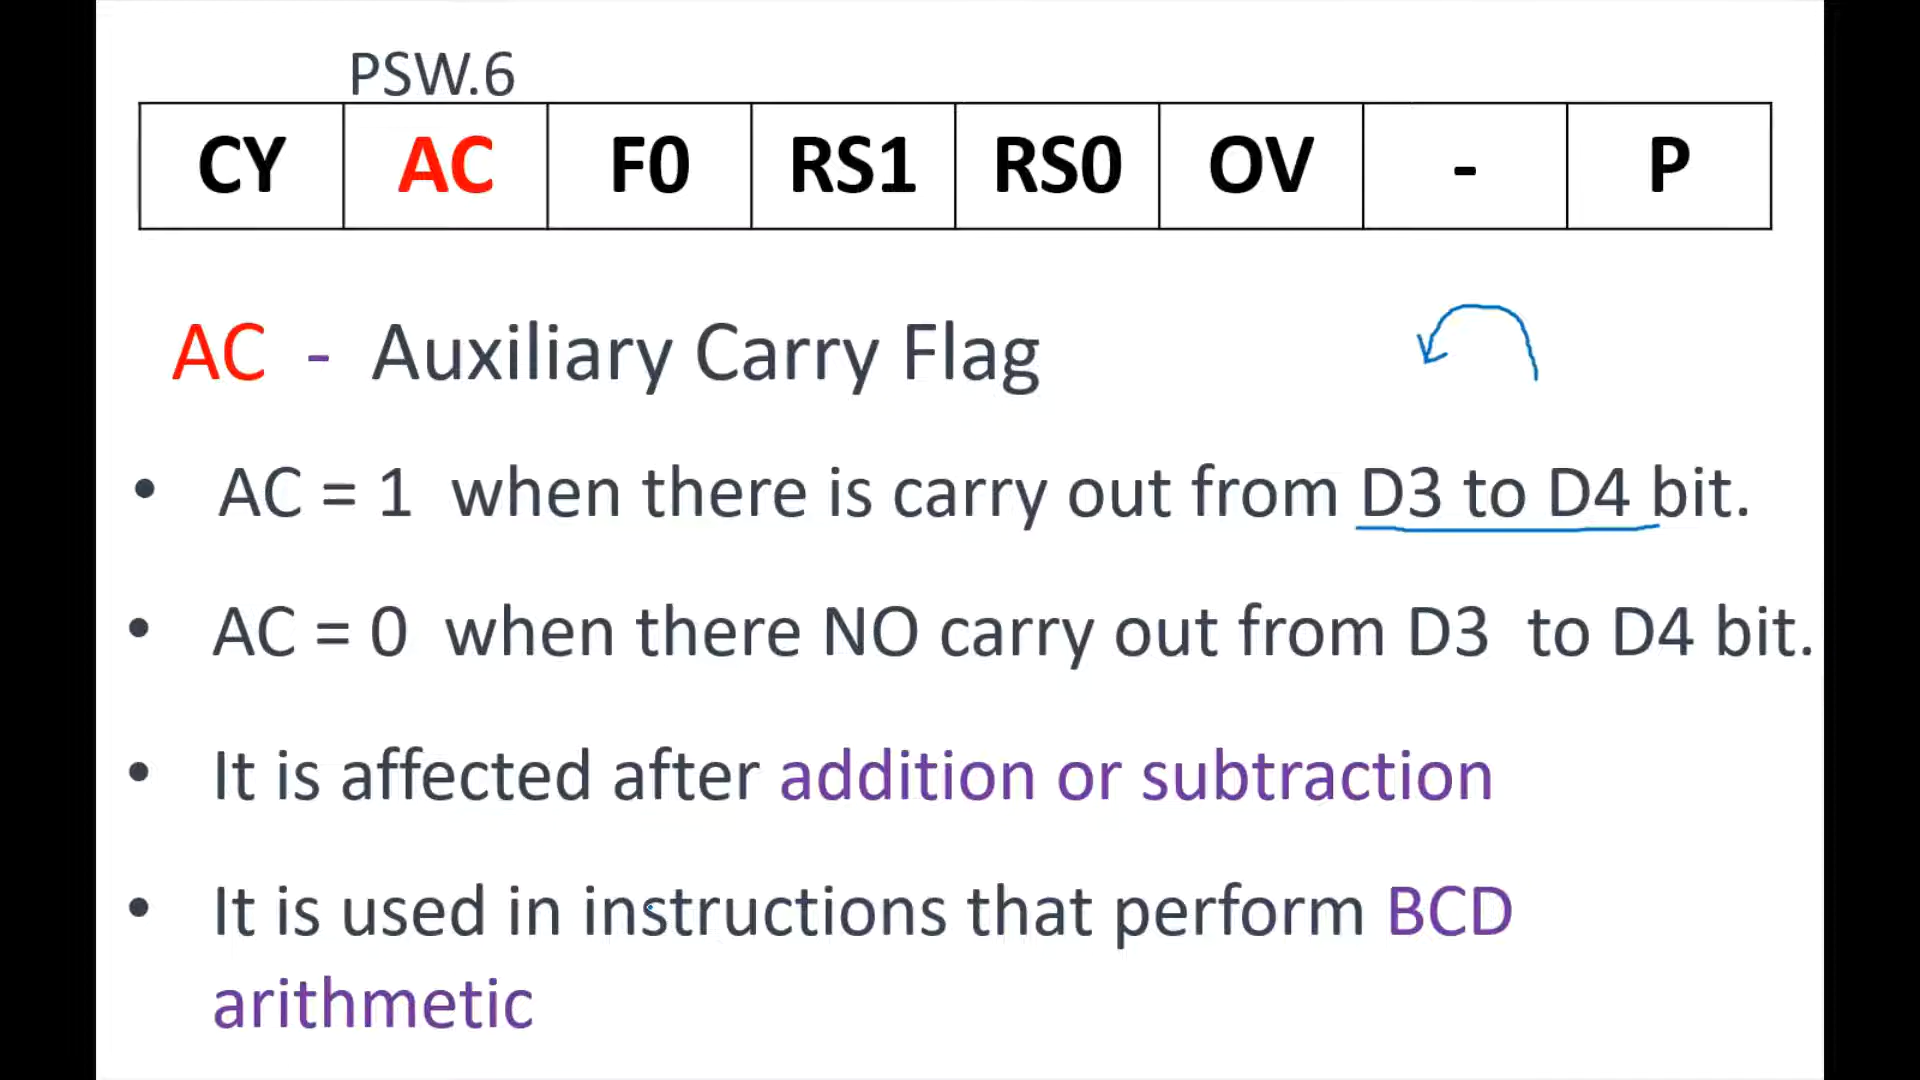 PSW.6
CY AC F0 RS1 RS0 OV - P
AC - Auxiliary Carry Flag
• AC = 1 when there is carry out from D3 to D4 bit.
• AC = 0 when there NO carry out from D3 to D4 bit.
• It is affected after addition or subtraction
• It is used in instructions that perform BCD
arithmetic